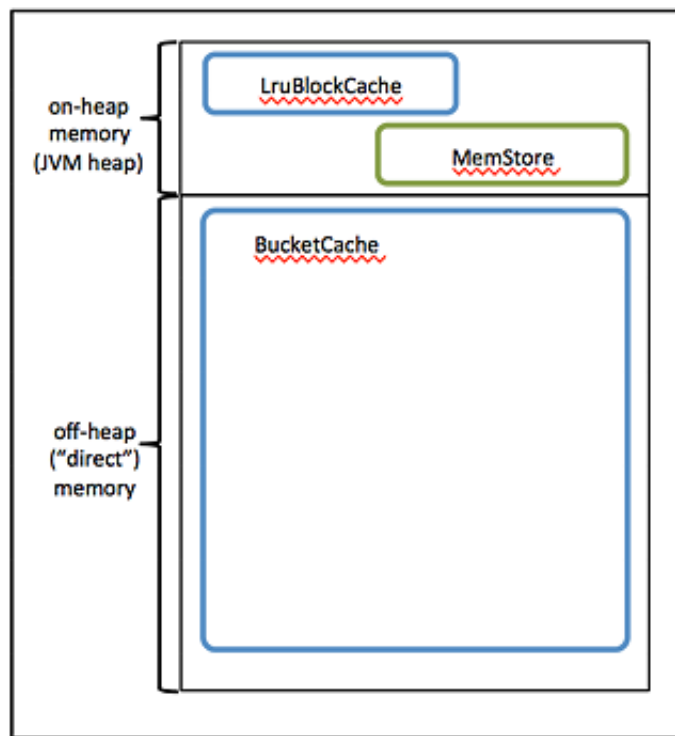 LruBlockCache
on-heap
memory
(JVM heap)
MemStore
BucketCache
off-heap
(“direct”)
memory